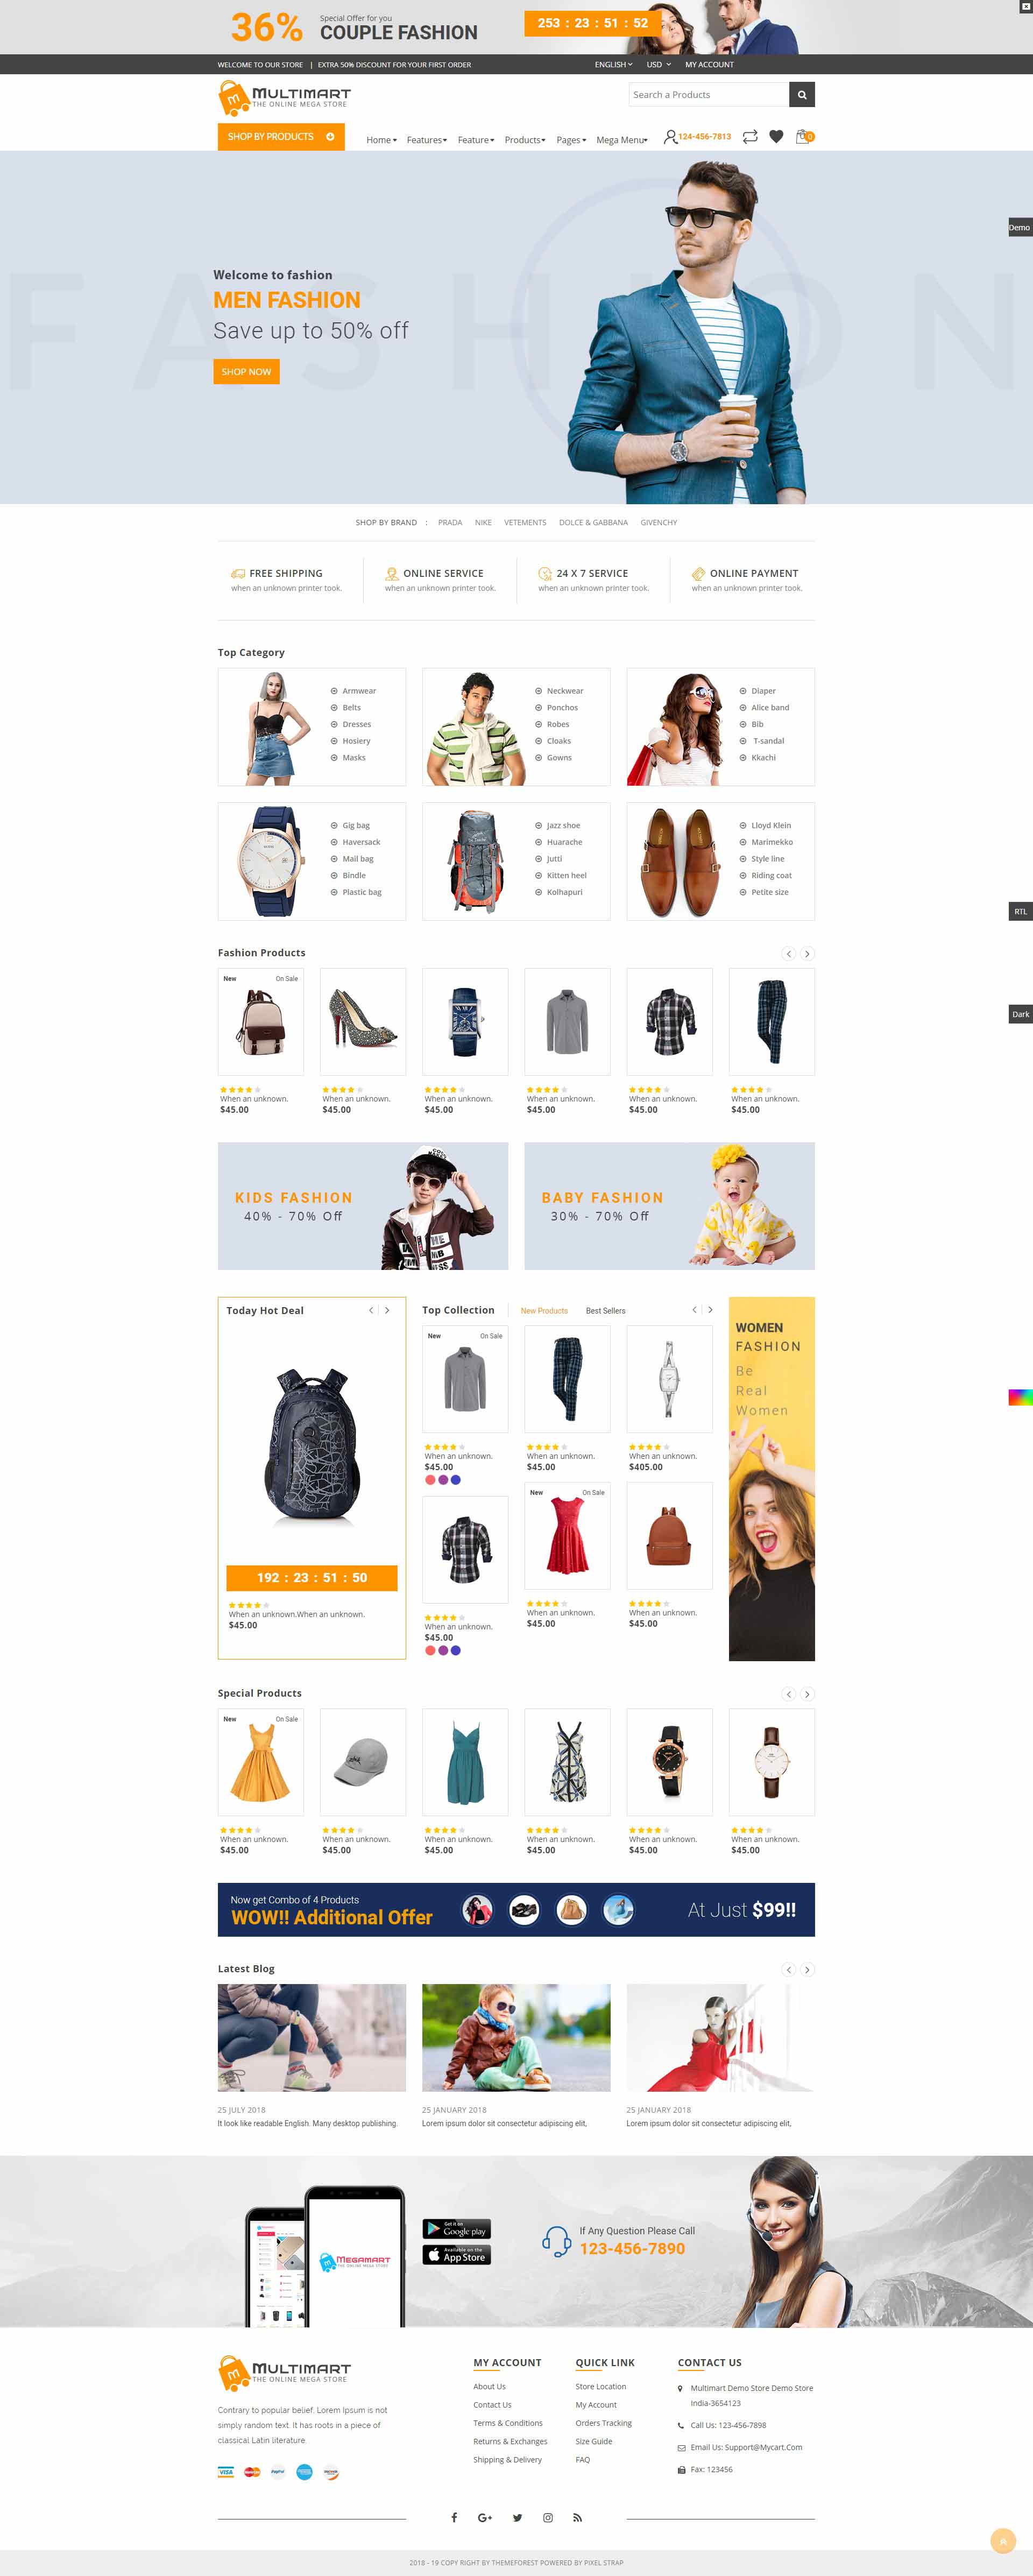 36%
Special Offer for you
COUPLE FASHION
253 : 23 : 51 : 52
WELCOME TO OUR STORE | EXTRA 50% DISCOUNT FOR YOUR FIRST ORDER
ENGLISH USD MY ACCOUNT
MULTIMART
THE ONLINE MEGA STORE
Search a Products
SHOP BY PRODUCTS
Home Features Feature Products Pages Mega Menu
124-456-7813
0
Demo
FASHION
Welcome to fashion
MEN FASHION
Save up to 50% off
SHOP NOW
SHOP BY BRAND : PRADA NIKE VETEMENTS DOLCE & GABBANA GIVENCHY
FREE SHIPPING
when an unknown printer took.
ONLINE SERVICE
when an unknown printer took.
24 X 7 SERVICE
when an unknown printer took.
ONLINE PAYMENT
when an unknown printer took.
Top Category
Armwear
Belts
Dresses
Hosiery
Masks
Neckwear
Ponchos
Robes
Cloaks
Gowns
Diaper
Alice band
Bib
T-sandal
Kkachi
Gig bag
Haversack
Mail bag
Bindle
Plastic bag
Jazz shoe
Huarache
Jutti
Kitten heel
Kolhapuri
Lloyd Klein
Marimekko
Style line
Riding coat
Petite size
RTL
Fashion Products
New On Sale
Dark
When an unknown.
$45.00
When an unknown.
$45.00
When an unknown.
$45.00
When an unknown.
$45.00
When an unknown.
$45.00
When an unknown.
$45.00
KIDS FASHION
40% - 70% Off
BABY FASHION
30% - 70% Off
Today Hot Deal
192 : 23 : 51 : 50
When an unknown.When an unknown.
$45.00
Top Collection
New Products Best Sellers
New On Sale
When an unknown.
$45.00
When an unknown.
$45.00
When an unknown.
$405.00
New On Sale
When an unknown.
$45.00
When an unknown.
$45.00
When an unknown.
$45.00
WOMEN
FASHION
Be
Real
Women
Special Products
New On Sale
When an unknown.
$45.00
When an unknown.
$45.00
When an unknown.
$45.00
When an unknown.
$45.00
When an unknown.
$45.00
When an unknown.
$45.00
Now get Combo of 4 Products
WOW!! Additional Offer
At Just $99!!
Latest Blog
25 JULY 2018
It look like readable English. Many desktop publishing.
25 JANUARY 2018
Lorem ipsum dolor sit consectetur adipiscing elit,
25 JANUARY 2018
Lorem ipsum dolor sit consectetur adipiscing elit,
MEGAMART
THE ONLINE MEGA STORE
Get it on
Google play
Available on the
App Store
If Any Question Please Call
123-456-7890
MULTIMART
THE ONLINE MEGA STORE
Contrary to popular belief, Lorem Ipsum is not
simply random text. It has roots in a piece of
classical Latin literature.
VISA MasterCard PayPal DISCOVER
MY ACCOUNT
About Us
Contact Us
Terms & Conditions
Returns & Exchanges
Shipping & Delivery
QUICK LINK
Store Location
My Account
Orders Tracking
Size Guide
FAQ
CONTACT US
Multimart Demo Store Demo Store
India-3654123
Call Us: 123-456-7898
Email Us: Support@Mycart.Com
Fax: 123456
2018 - 19 COPY RIGHT BY THEMEFOREST POWERED BY PIXEL STRAP